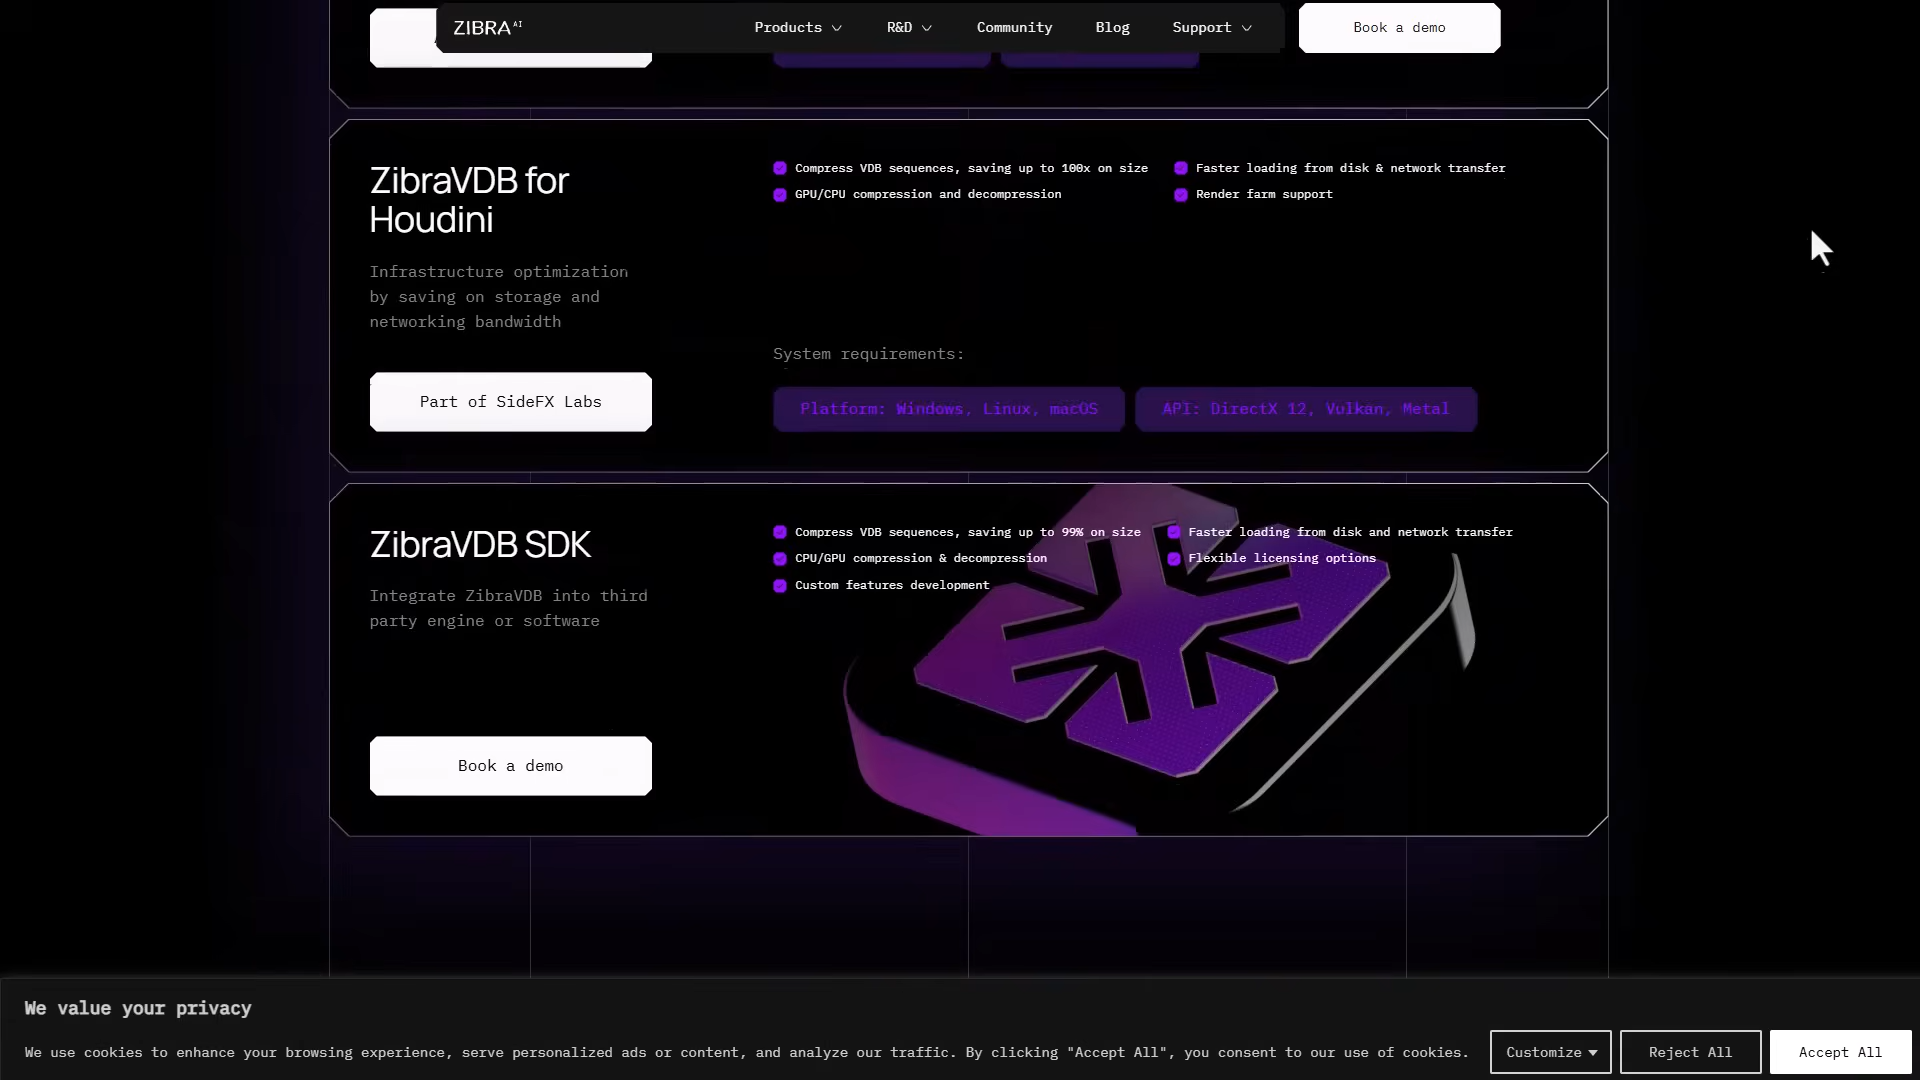 ZIBRA AI
Products
R&D
Community
Blog
Support
Book a demo
ZibraVDB for
Houdini
Infrastructure optimization
by saving on storage and
networking bandwidth
Part of SideFX Labs
Compress VDB sequences, saving up to 100x on size
Faster loading from disk & network transfer
GPU/CPU compression and decompression
Render farm support
System requirements:
Platform: Windows, Linux, macOS
API: DirectX 12, Vulkan, Metal
ZibraVDB SDK
Integrate ZibraVDB into third
party engine or software
Book a demo
Compress VDB sequences, saving up to 99% on size
Faster loading from disk and network transfer
CPU/GPU compression & decompression
Flexible licensing options
Custom features development
We value your privacy
We use cookies to enhance your browsing experience, serve personalized ads or content, and analyze our traffic. By clicking "Accept All", you consent to our use of cookies.
Customize
Reject All
Accept All